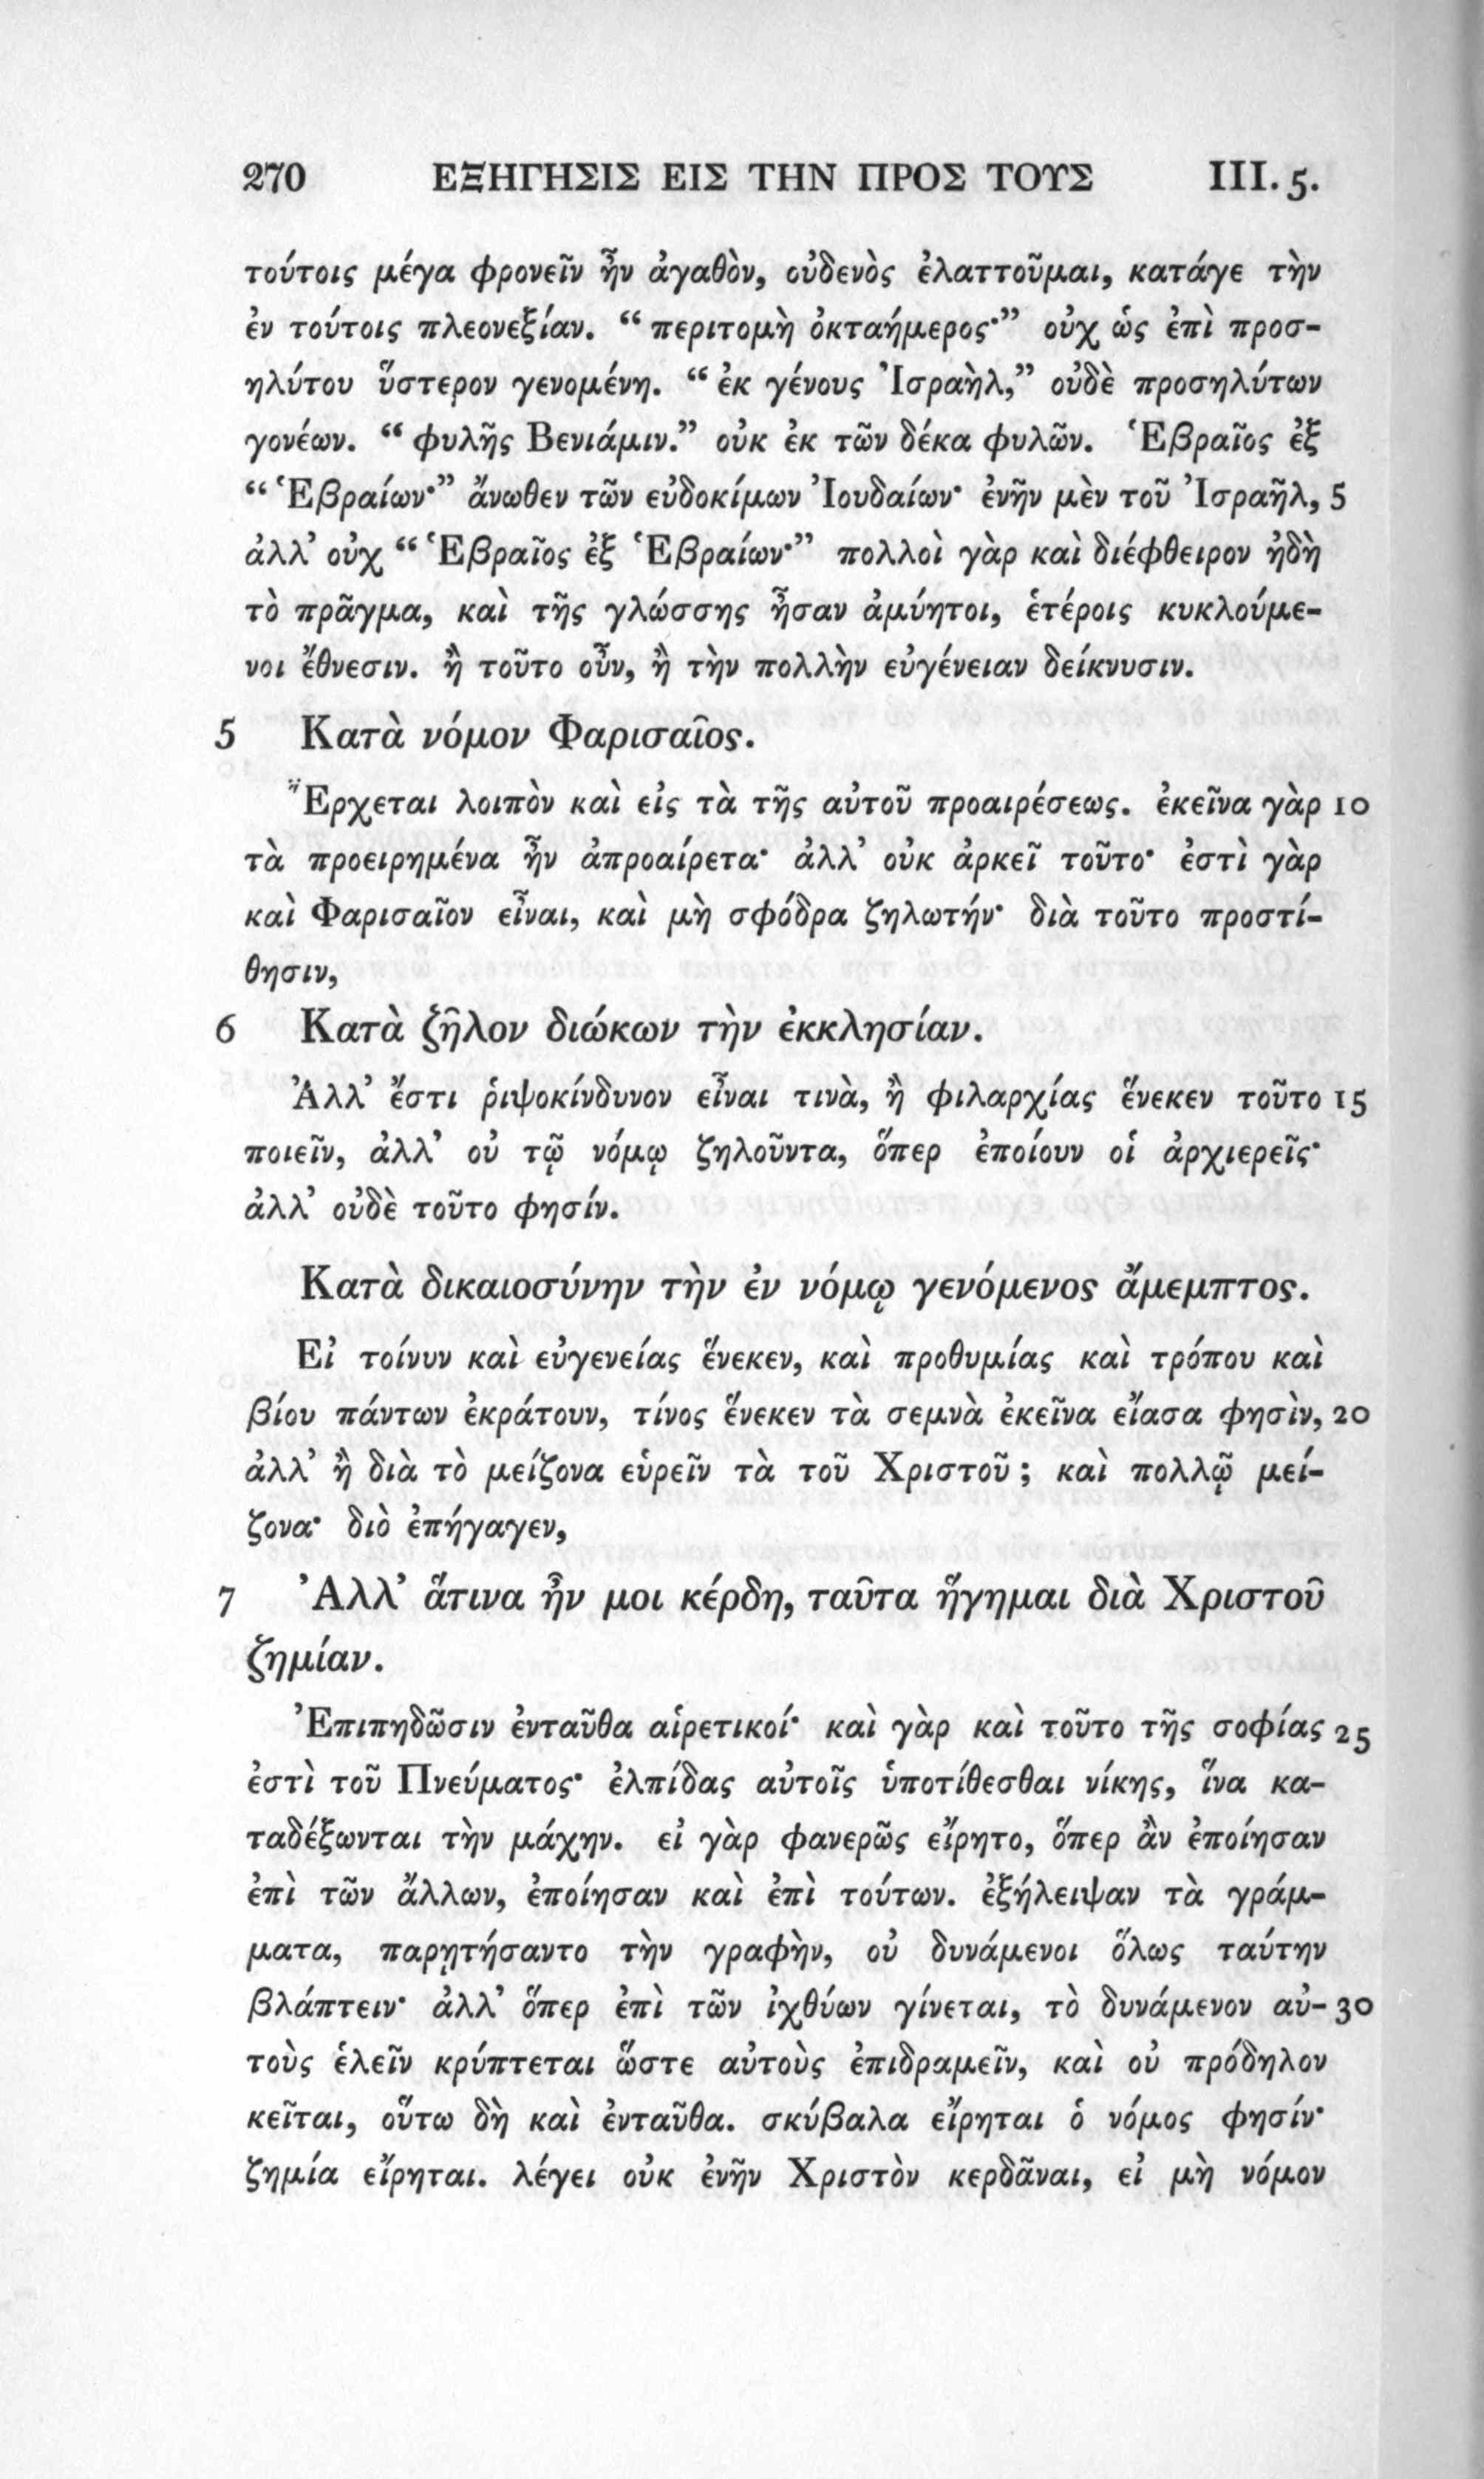 270 ΕΞΗΓΗΣΙΣ ΕΙΣ ΤΗΝ ΠΡΟΣ ΤΟΥΣ III. 5.
τούτοις μέγα φρονεῖν ἦν ἀγαθὸν, οὐδενὸς ἐλαττοῦμαι, κατάγε τὴν
ἐν τούτοις πλεονεξίαν. “ περιτομὴ ὀκταήμερος·” οὐχ ὡς ἐπὶ προσ-
ηλύτου ὕστερον γενομένη. “ ἐκ γένους Ἰσραὴλ,” οὐδὲ προσηλύτων
γονέων. “ φυλῆς Βενιάμιν.” οὐκ ἐκ τῶν δέκα φυλῶν. Ἑβραῖος ἐξ
“ Ἑβραίων·” ἄνωθεν τῶν εὐδοκίμων Ἰουδαίων· ἐνῆν μὲν τοῦ Ἰσραῆλ, 5
ἀλλ’ οὐχ “ Ἑβραῖος ἐξ Ἑβραίων·” πολλοὶ γὰρ καὶ διέφθειρον ἠδὴ
τὸ πρᾶγμα, καὶ τῆς γλώσσης ἦσαν ἀμύητοι, ἑτέροις κυκλούμε-
νοι ἔθνεσιν. ἢ τοῦτο οὖν, ἢ τὴν πολλὴν εὐγένειαν δείκνυσιν.
5 Κατὰ νόμον Φαρισαῖος.
Ἔρχεται λοιπὸν καὶ εἰς τὰ τῆς αὐτοῦ προαιρέσεως. ἐκεῖνα γὰρ 10
τὰ προειρημένα ἦν ἀπροαίρετα· ἀλλ’ οὐκ ἀρκεῖ τοῦτο· ἐστὶ γὰρ
καὶ Φαρισαῖον εἶναι, καὶ μὴ σφόδρα ζηλωτήν· διὰ τοῦτο προστί-
θησιν,
6 Κατὰ ζῆλον διώκων τὴν ἐκκλησίαν.
Ἀλλ’ ἔστι ῥιψοκίνδυνον εἶναι τινὰ, ἢ φιλαρχίας ἕνεκεν τοῦτο 15
ποιεῖν, ἀλλ’ οὐ τῷ νόμῳ ζηλοῦντα, ὅπερ ἐποίουν οἱ ἀρχιερεῖς·
ἀλλ’ οὐδὲ τοῦτο φησίν.
Κατὰ δικαιοσύνην τὴν ἐν νόμῳ γενόμενος ἄμεμπτος.
Εἰ τοίνυν καὶ εὐγενείας ἕνεκεν, καὶ προθυμίας καὶ τρόπου καὶ
βίου πάντων ἐκράτουν, τίνος ἕνεκεν τὰ σεμνὰ ἐκεῖνα εἴασα φησὶν, 20
ἀλλ’ ἢ διὰ τὸ μείζονα εὑρεῖν τὰ τοῦ Χριστοῦ ; καὶ πολλῷ μεί-
ζονα· διὸ ἐπήγαγεν,
7 Ἀλλ’ ἅτινα ἦν μοι κέρδη, ταῦτα ἥγημαι διὰ Χριστοῦ
ζημίαν.
Ἐπιπηδῶσιν ἐνταῦθα αἱρετικοί· καὶ γὰρ καὶ τοῦτο τῆς σοφίας 25
ἐστὶ τοῦ Πνεύματος· ἐλπίδας αὐτοῖς ὑποτίθεσθαι νίκης, ἵνα κα-
ταδέξωνται τὴν μάχην. εἰ γὰρ φανερῶς εἴρητο, ὅπερ ἂν ἐποίησαν
ἐπὶ τῶν ἄλλων, ἐποίησαν καὶ ἐπὶ τούτων. ἐξήλειψαν τὰ γράμ-
ματα, παρῃτήσαντο τὴν γραφὴν, οὐ δυνάμενοι ὅλως ταύτην
βλάπτειν· ἀλλ’ ὅπερ ἐπὶ τῶν ἰχθύων γίνεται, τὸ δυνάμενον αὐ- 30
τοὺς ἑλεῖν κρύπτεται ὥστε αὐτοὺς ἐπιδραμεῖν, καὶ οὐ πρόδηλον
κεῖται, οὕτω δὴ καὶ ἐνταῦθα. σκύβαλα εἴρηται ὁ νόμος φησίν·
ζημία εἴρηται. λέγει οὐκ ἐνῆν Χριστὸν κερδᾶναι, εἰ μὴ νόμον